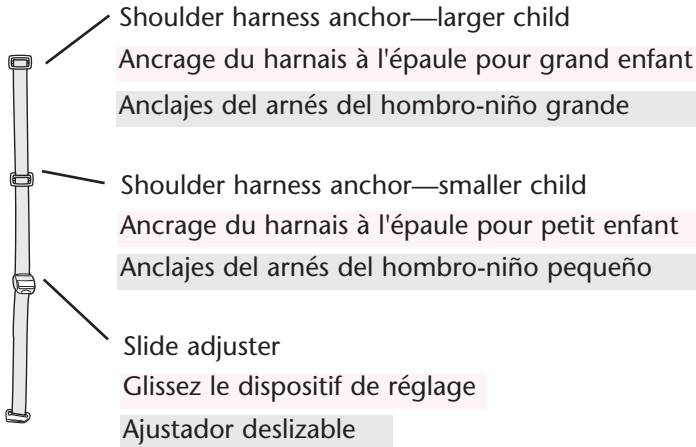 Shoulder harness anchor—larger child
Ancrage du harnais à l'épaule pour grand enfant
Anclajes del arnés del hombro-niño grande
Shoulder harness anchor—smaller child
Ancrage du harnais à l'épaule pour petit enfant
Anclajes del arnés del hombro-niño pequeño
Slide adjuster
Glissez le dispositif de réglage
Ajustador deslizable